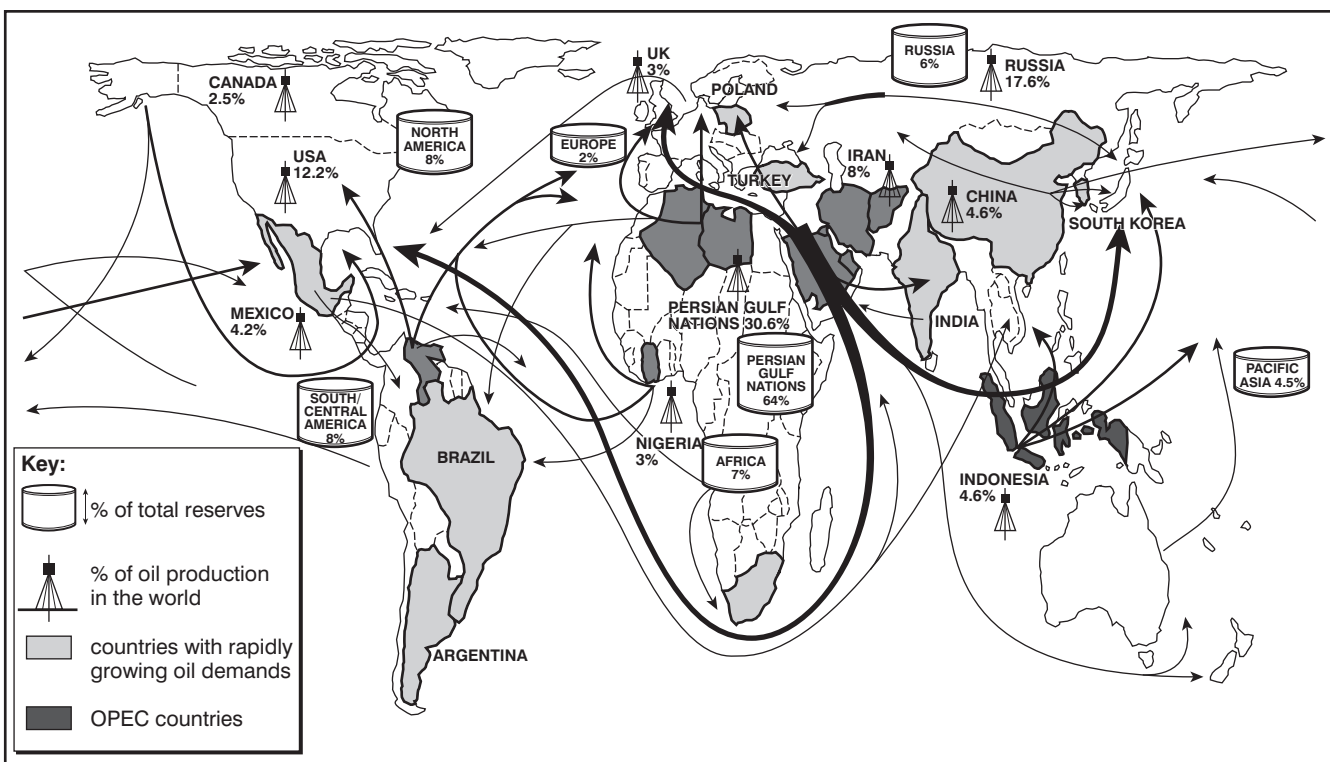 CANADA
2.5%
USA
12.2%
NORTH
AMERICA
8%
MEXICO
4.2%
SOUTH/
CENTRAL
AMERICA
8%
BRAZIL
ARGENTINA
UK
3%
POLAND
EUROPE
2%
TURKEY
RUSSIA
6%
RUSSIA
17.6%
IRAN
8%
CHINA
4.6%
SOUTH KOREA
INDIA
PERSIAN GULF
NATIONS 30.6%
PERSIAN
GULF
NATIONS
64%
NIGERIA
3%
AFRICA
7%
PACIFIC
ASIA 4.5%
INDONESIA
4.6%
Key:
% of total reserves
% of oil production
in the world
countries with rapidly
growing oil demands
OPEC countries